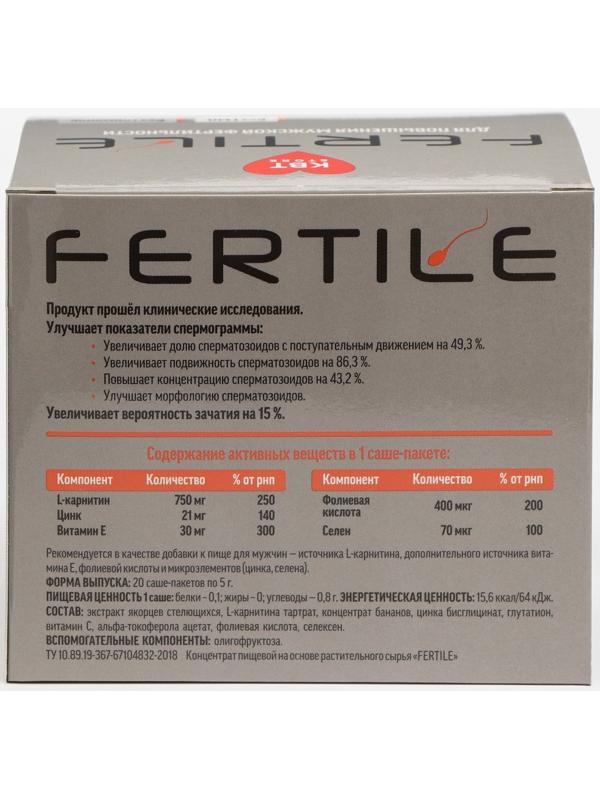 ДЛЯ ПОВЫШЕНИЯ МУЖСКОЙ ФЕРТИЛЬНОСТИ
FERTILE
КВТ
STORE
FERTILE
Продукт прошёл клинические исследования.
Улучшает показатели спермограммы:
• Увеличивает долю сперматозоидов с поступательным движением на 49,3 %.
• Увеличивает подвижность сперматозоидов на 86,3 %.
• Повышает концентрацию сперматозоидов на 43,2 %.
• Улучшает морфологию сперматозоидов.
Увеличивает вероятность зачатия на 15 %.
Содержание активных веществ в 1 саше-пакете:
Компонент Количество % от рнп
L-карнитин 750 мг 250
Цинк 21 мг 140
Витамин Е 30 мг 300
Компонент Количество % от рнп
Фолиевая
кислота 400 мкг 200
Селен 70 мкг 100
Рекомендуется в качестве добавки к пище для мужчин – источника L-карнитина, дополнительного источника вита-
мина Е, фолиевой кислоты и микроэлементов (цинка, селена).
ФОРМА ВЫПУСКА: 20 саше-пакетов по 5 г.
ПИЩЕВАЯ ЦЕННОСТЬ 1 саше: белки - 0,1; жиры - 0; углеводы – 0,8 г. ЭНЕРГЕТИЧЕСКАЯ ЦЕННОСТЬ: 15,6 ккал/64 кДж.
СОСТАВ: экстракт якорцев стелющихся, L-карнитина тартрат, концентрат бананов, цинка бисглицинат, глутатион,
витамин С, альфа-токоферола ацетат, фолиевая кислота, селексен.
ВСПОМОГАТЕЛЬНЫЕ КОМПОНЕНТЫ: олигофруктоза.
ТУ 10.89.19-367-67104832-2018 Концентрат пищевой на основе растительного сырья «FERTILE»